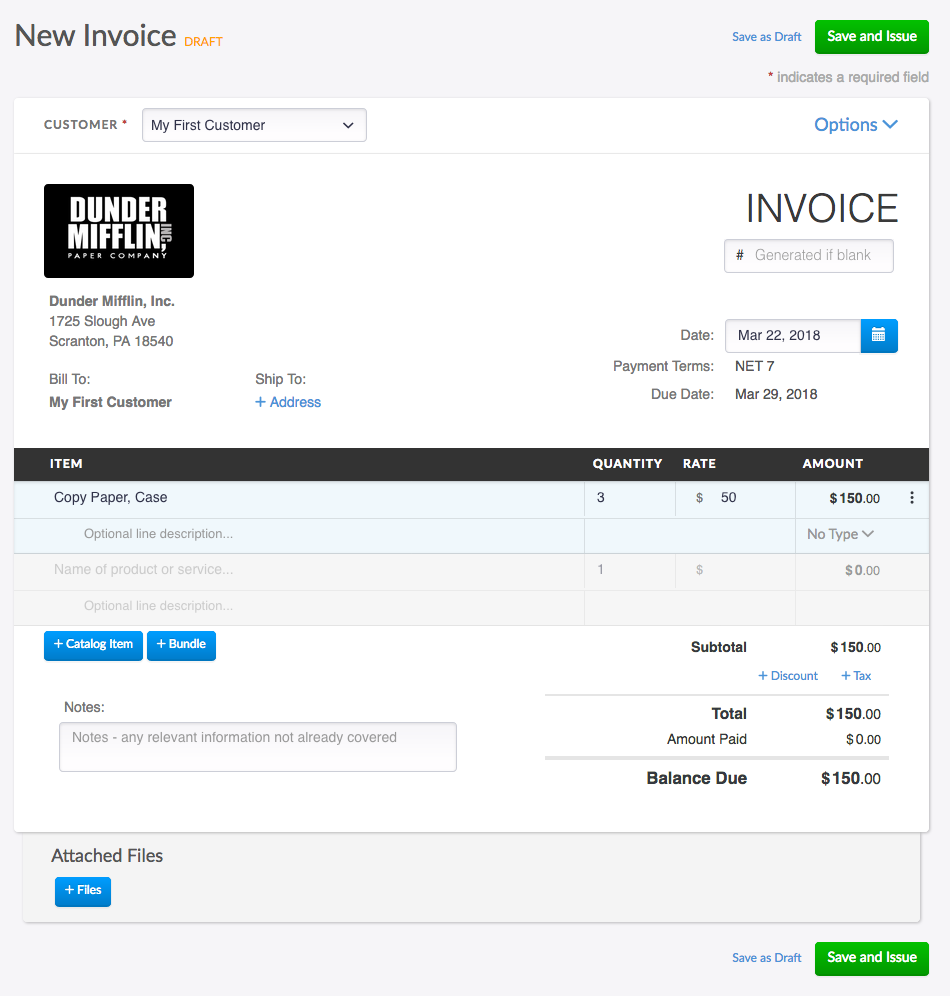 New Invoice DRAFT
Save as Draft Save and Issue
* indicates a required field
CUSTOMER * My First Customer Options
DUNDER
MIFFLIN, INC
PAPER COMPANY
INVOICE
# Generated if blank
Dunder Mifflin, Inc.
1725 Slough Ave
Scranton, PA 18540
Date: Mar 22, 2018
Payment Terms: NET 7
Due Date: Mar 29, 2018
Bill To: Ship To:
My First Customer + Address
ITEM QUANTITY RATE AMOUNT
Copy Paper, Case 3 $ 50 $150.00
Optional line description... No Type
Name of product or service... 1 $ $0.00
Optional line description...
+ Catalog Item + Bundle
Subtotal $150.00
+ Discount + Tax
Notes:
Notes - any relevant information not already covered
Total $150.00
Amount Paid $0.00
Balance Due $150.00
Attached Files
+ Files
Save as Draft Save and Issue